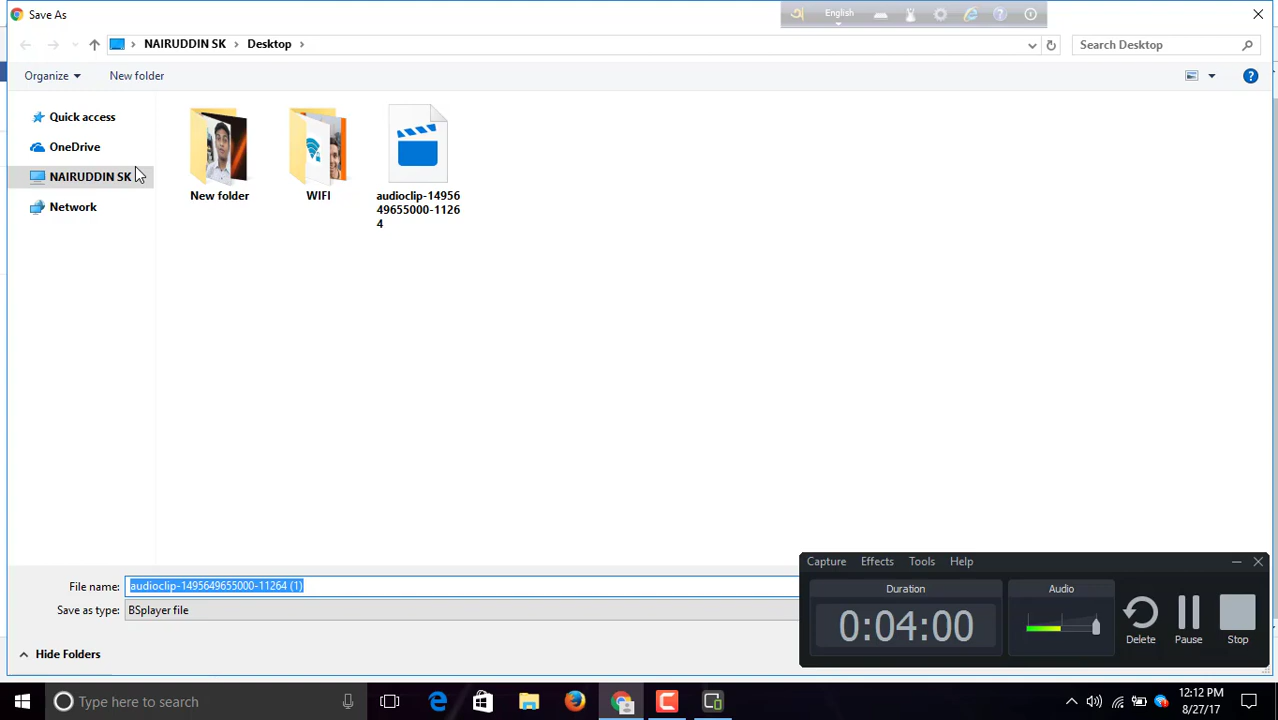 Save As
English
NAIRUDDIN SK
Desktop
Search Desktop
Organize
New folder
Quick access
OneDrive
NAIRUDDIN SK
Network
New folder
WIFI
audioclip-14956
49655000-1126
4
File name: audioclip-1495649655000-11264 (1)
Save as type: BSplayer file
Hide Folders
Capture Effects Tools Help
Duration
Audio
0:04:00
Delete
Pause
Stop
Type here to search
12:12 PM
8/27/17